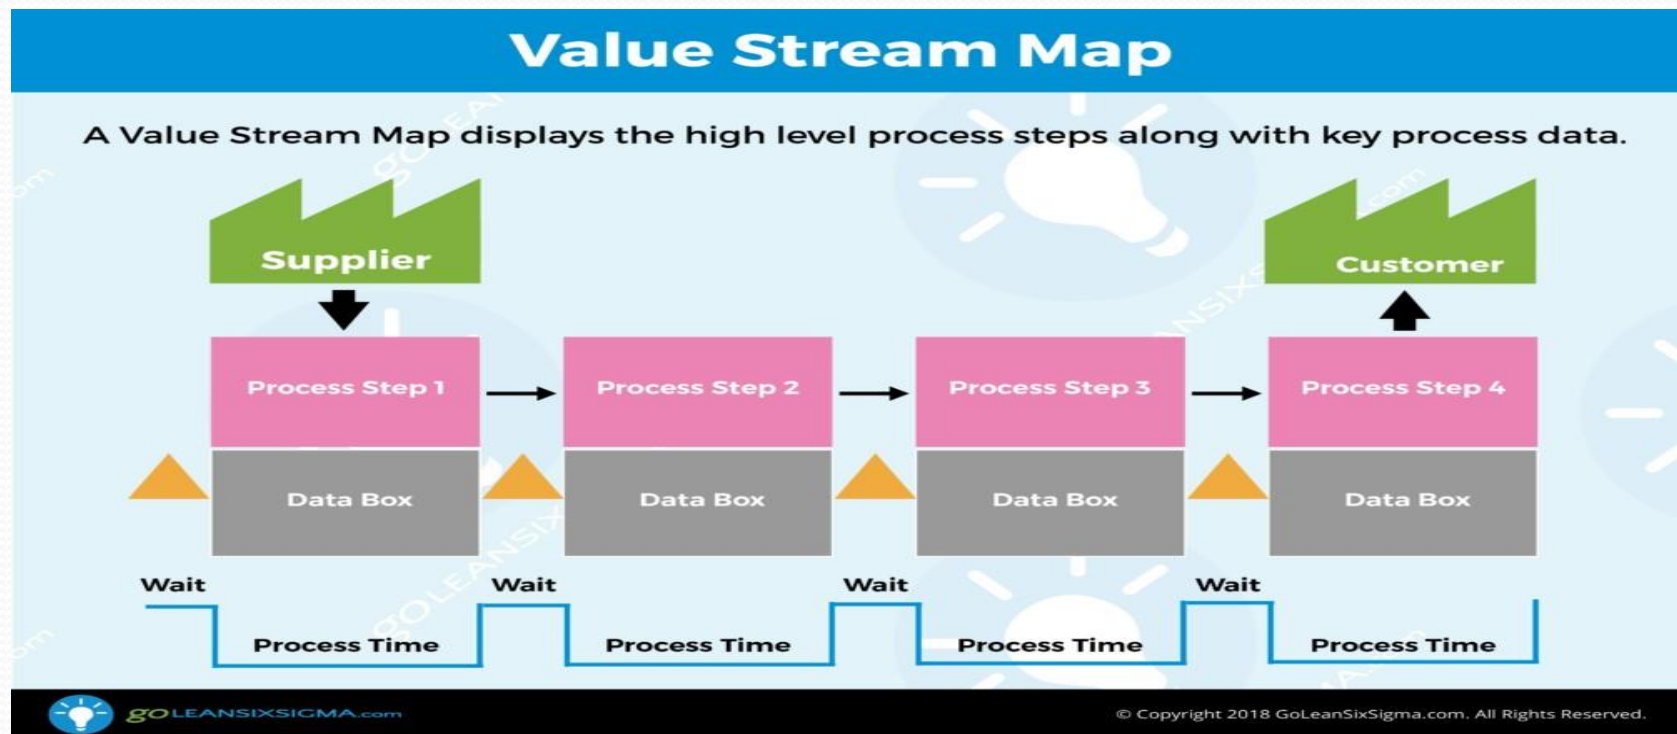 Value Stream Map
A Value Stream Map displays the high level process steps along with key process data.
Supplier
Customer
Process Step 1
Process Step 2
Process Step 3
Process Step 4
Data Box
Data Box
Data Box
Data Box
Wait
Wait
Wait
Wait
Process Time
Process Time
Process Time
Process Time
goLEANSIXSIGMA.com
© Copyright 2018 GoLeanSixSigma.com. All Rights Reserved.